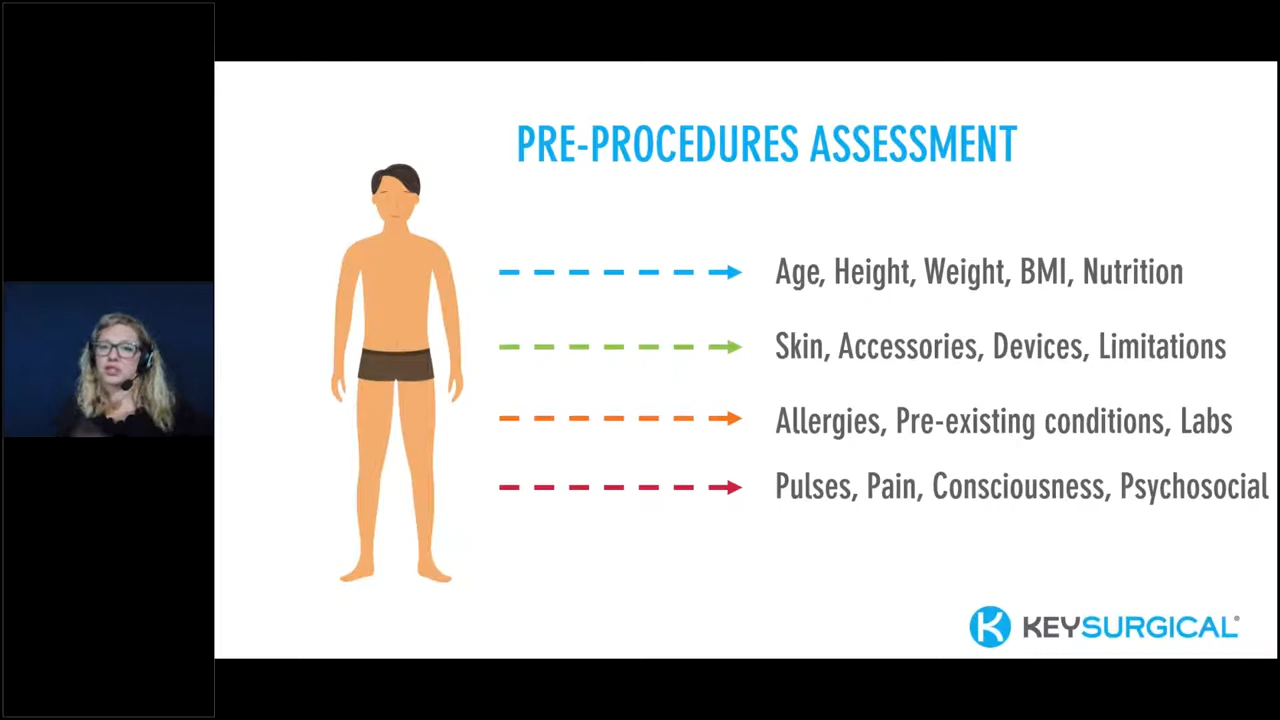 PRE-PROCEDURES ASSESSMENT
Age, Height, Weight, BMI, Nutrition
Skin, Accessories, Devices, Limitations
Allergies, Pre-existing conditions, Labs
Pulses, Pain, Consciousness, Psychosocial
K KEYSURGICAL®